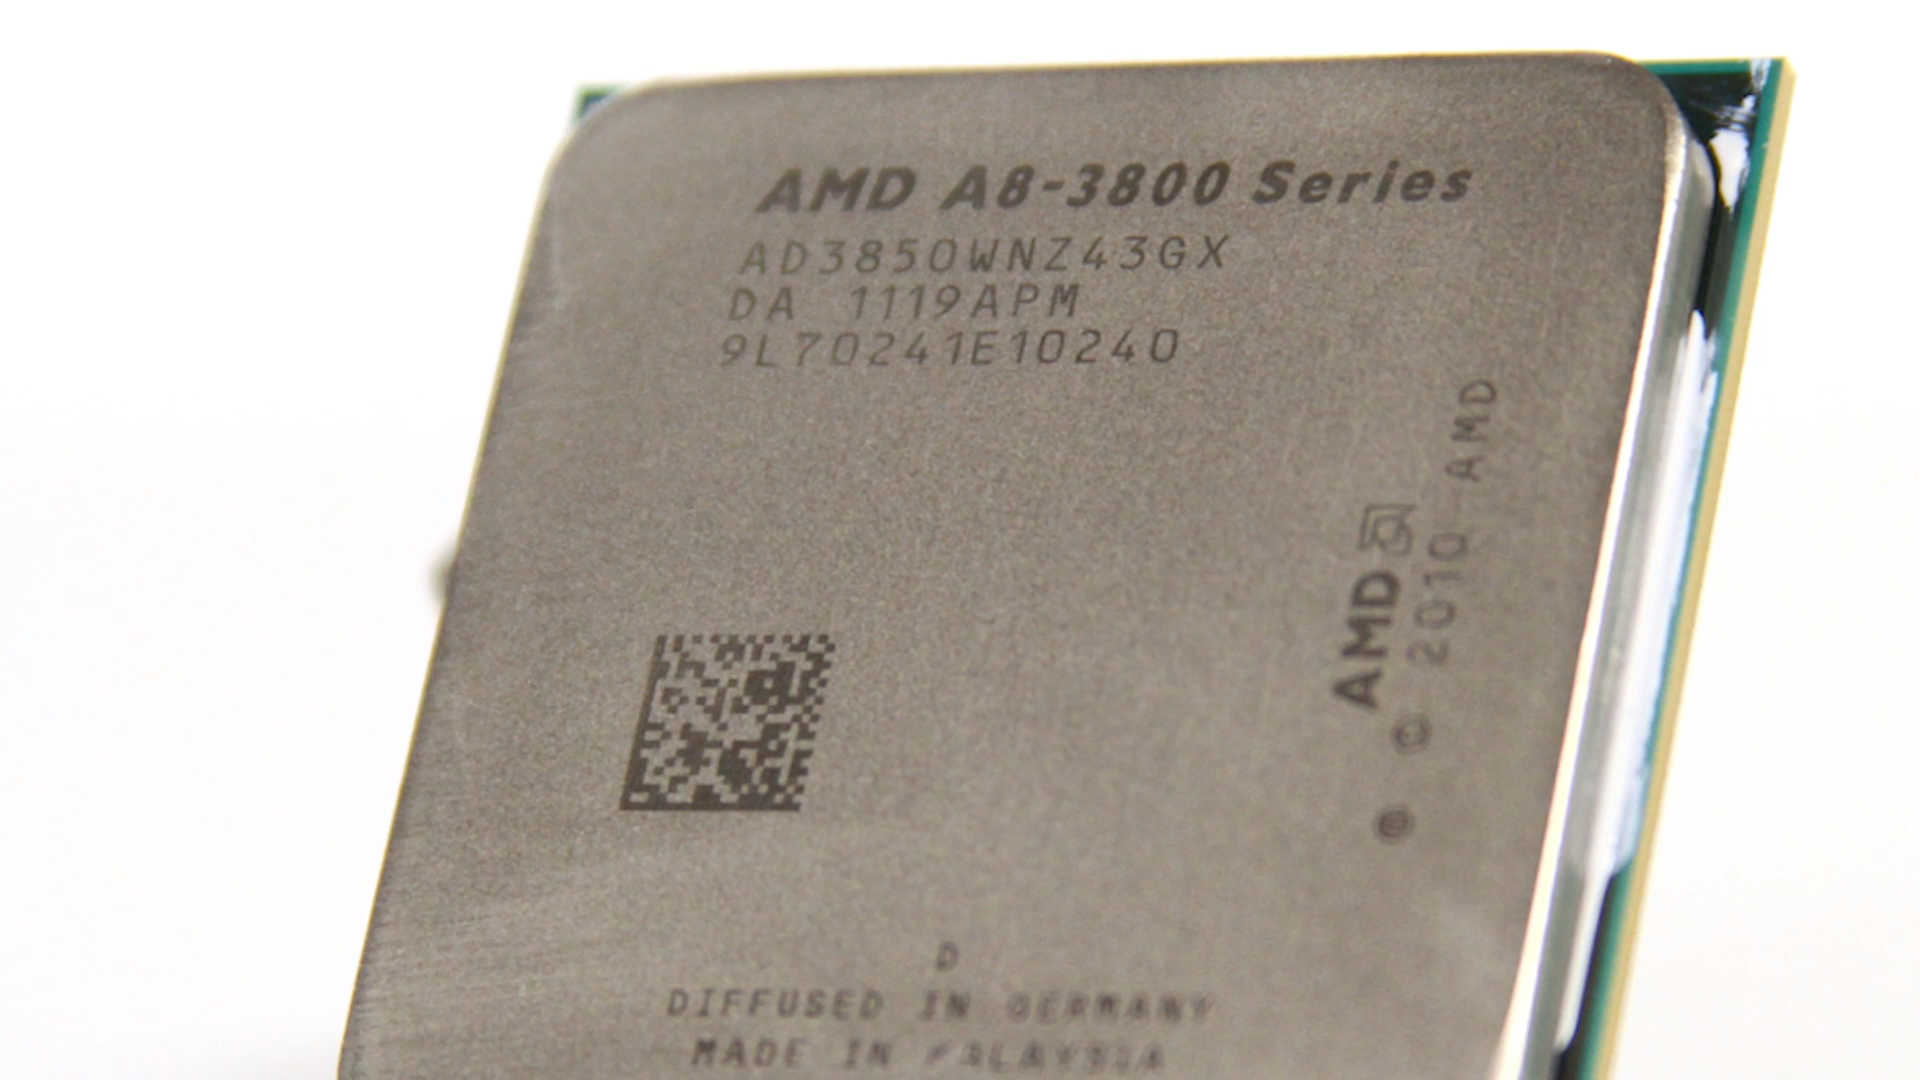 AMD A8-3800 Series
AD3850WNZ43GX
DA 1119APM
9L70241E10240
AMD
© 2010 AMD
D
DIFFUSED IN GERMANY
MADE IN MALAYSIA